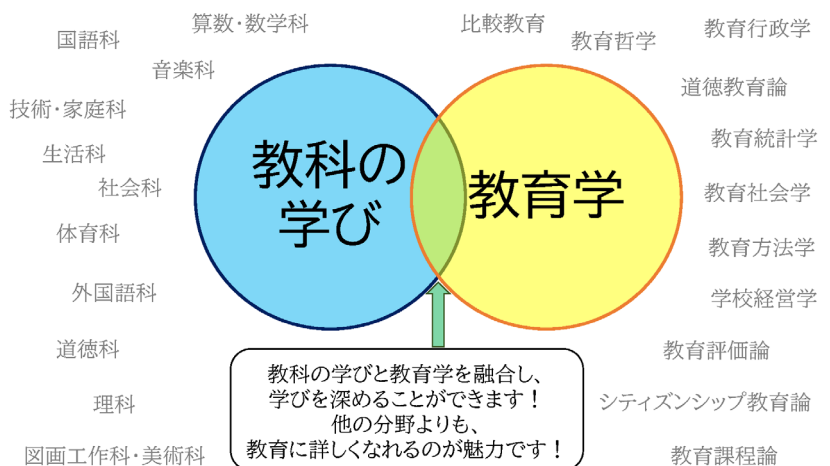 算数・数学科
国語科
音楽科
技術・家庭科
生活科
社会科
体育科
外国語科
道徳科
理科
図画工作科・美術科
教科の
学び
教育学
比較教育
教育哲学
教育行政学
道徳教育論
教育統計学
教育社会学
教育方法学
学校経営学
教育評価論
シティズンシップ教育論
教育課程論
教科の学びと教育学を融合し、
学びを深めることができます!
他の分野よりも、
教育に詳しくなれるのが魅力です!